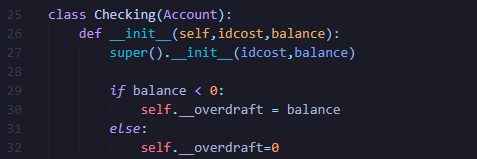 25 class Checking(Account):
26     def __init__(self,idcost,balance):
27         super().__init__(idcost,balance)
28
29         if balance < 0:
30             self.__overdraft = balance
31         else:
32             self.__overdraft=0